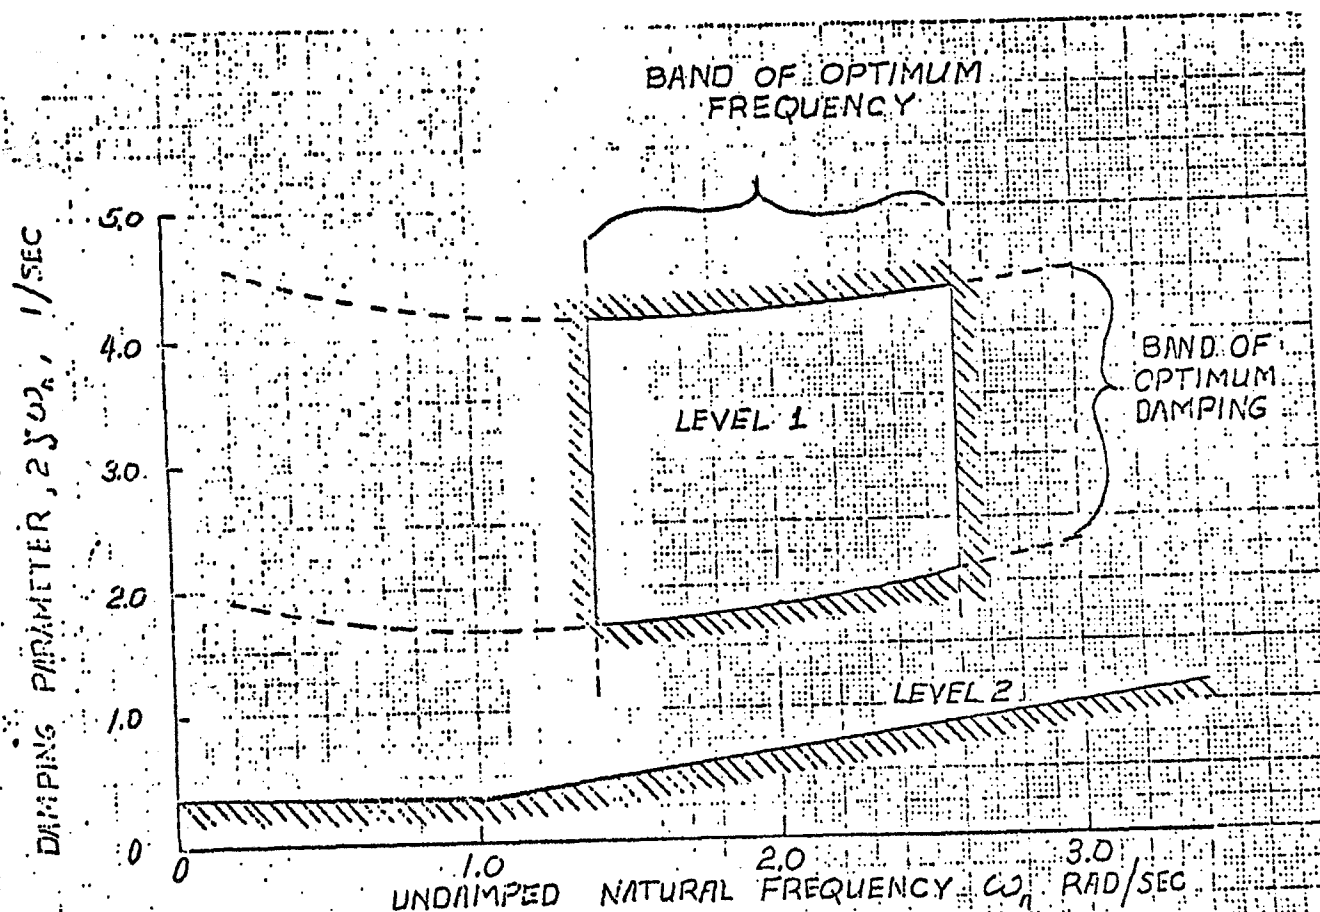 BAND OF OPTIMUM
FREQUENCY
5.0
4.0
3.0
2.0
1.0
0
DAMPING PARAMETER, 2ζωₙ, 1/SEC
LEVEL 1
BAND OF
OPTIMUM
DAMPING
LEVEL 2
0
1.0
2.0
3.0
UNDAMPED NATURAL FREQUENCY ωₙ RAD/SEC